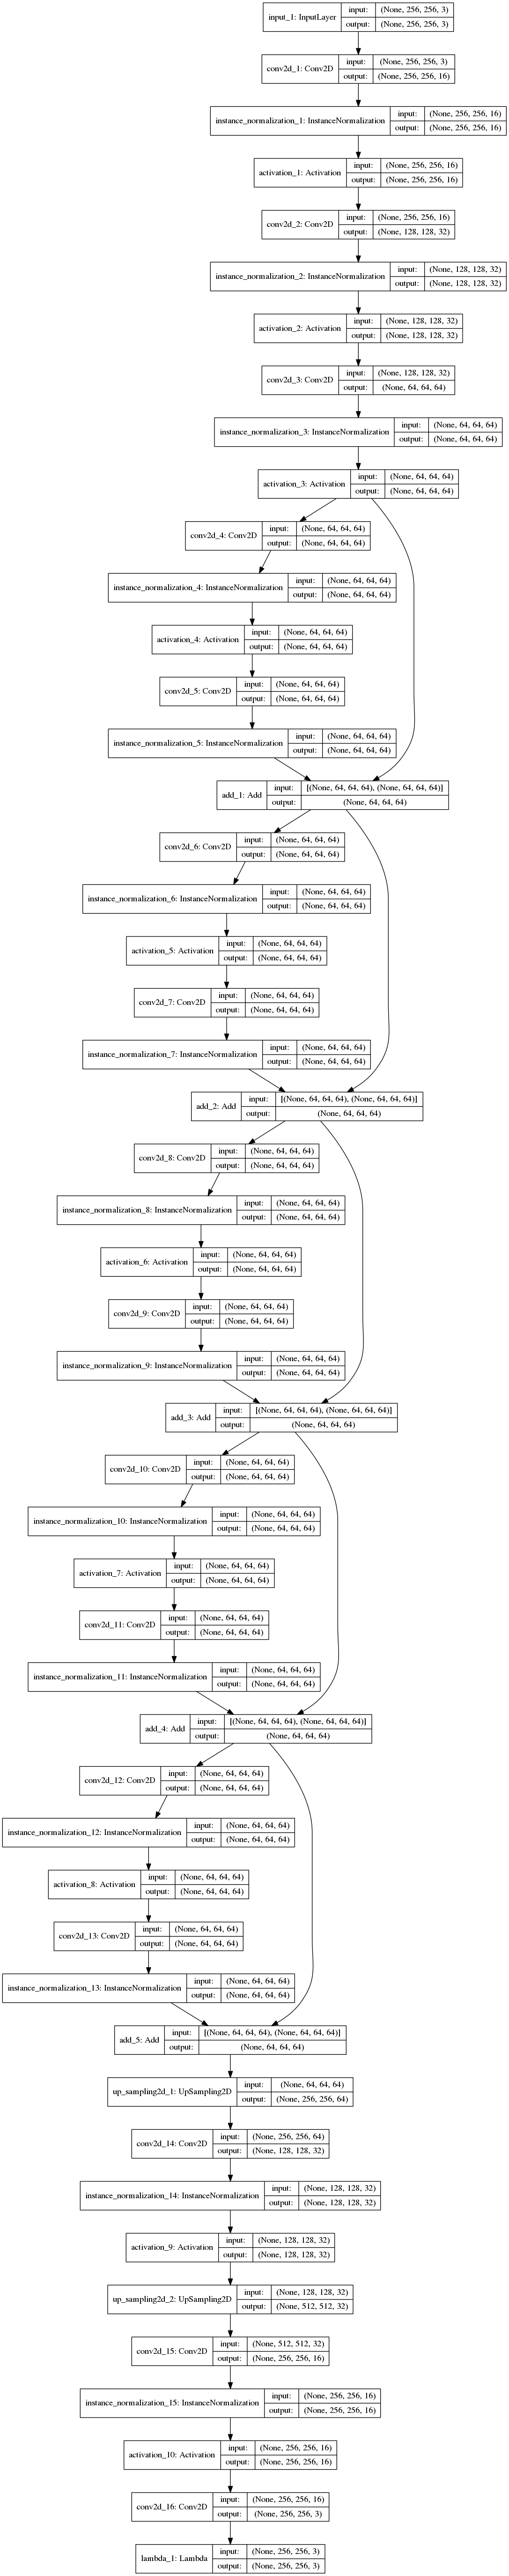 input_1: InputLayer input: (None, 256, 256, 3)
output: (None, 256, 256, 3)
conv2d_1: Conv2D input: (None, 256, 256, 3)
output: (None, 256, 256, 16)
instance_normalization_1: InstanceNormalization input: (None, 256, 256, 16)
output: (None, 256, 256, 16)
activation_1: Activation input: (None, 256, 256, 16)
output: (None, 256, 256, 16)
conv2d_2: Conv2D input: (None, 256, 256, 16)
output: (None, 128, 128, 32)
instance_normalization_2: InstanceNormalization input: (None, 128, 128, 32)
output: (None, 128, 128, 32)
activation_2: Activation input: (None, 128, 128, 32)
output: (None, 128, 128, 32)
conv2d_3: Conv2D input: (None, 128, 128, 32)
output: (None, 64, 64, 64)
instance_normalization_3: InstanceNormalization input: (None, 64, 64, 64)
output: (None, 64, 64, 64)
activation_3: Activation input: (None, 64, 64, 64)
output: (None, 64, 64, 64)
conv2d_4: Conv2D input: (None, 64, 64, 64)
output: (None, 64, 64, 64)
instance_normalization_4: InstanceNormalization input: (None, 64, 64, 64)
output: (None, 64, 64, 64)
activation_4: Activation input: (None, 64, 64, 64)
output: (None, 64, 64, 64)
conv2d_5: Conv2D input: (None, 64, 64, 64)
output: (None, 64, 64, 64)
instance_normalization_5: InstanceNormalization input: (None, 64, 64, 64)
output: (None, 64, 64, 64)
add_1: Add input: [(None, 64, 64, 64), (None, 64, 64, 64)]
output: (None, 64, 64, 64)
conv2d_6: Conv2D input: (None, 64, 64, 64)
output: (None, 64, 64, 64)
instance_normalization_6: InstanceNormalization input: (None, 64, 64, 64)
output: (None, 64, 64, 64)
activation_5: Activation input: (None, 64, 64, 64)
output: (None, 64, 64, 64)
conv2d_7: Conv2D input: (None, 64, 64, 64)
output: (None, 64, 64, 64)
instance_normalization_7: InstanceNormalization input: (None, 64, 64, 64)
output: (None, 64, 64, 64)
add_2: Add input: [(None, 64, 64, 64), (None, 64, 64, 64)]
output: (None, 64, 64, 64)
conv2d_8: Conv2D input: (None, 64, 64, 64)
output: (None, 64, 64, 64)
instance_normalization_8: InstanceNormalization input: (None, 64, 64, 64)
output: (None, 64, 64, 64)
activation_6: Activation input: (None, 64, 64, 64)
output: (None, 64, 64, 64)
conv2d_9: Conv2D input: (None, 64, 64, 64)
output: (None, 64, 64, 64)
instance_normalization_9: InstanceNormalization input: (None, 64, 64, 64)
output: (None, 64, 64, 64)
add_3: Add input: [(None, 64, 64, 64), (None, 64, 64, 64)]
output: (None, 64, 64, 64)
conv2d_10: Conv2D input: (None, 64, 64, 64)
output: (None, 64, 64, 64)
instance_normalization_10: InstanceNormalization input: (None, 64, 64, 64)
output: (None, 64, 64, 64)
activation_7: Activation input: (None, 64, 64, 64)
output: (None, 64, 64, 64)
conv2d_11: Conv2D input: (None, 64, 64, 64)
output: (None, 64, 64, 64)
instance_normalization_11: InstanceNormalization input: (None, 64, 64, 64)
output: (None, 64, 64, 64)
add_4: Add input: [(None, 64, 64, 64), (None, 64, 64, 64)]
output: (None, 64, 64, 64)
conv2d_12: Conv2D input: (None, 64, 64, 64)
output: (None, 64, 64, 64)
instance_normalization_12: InstanceNormalization input: (None, 64, 64, 64)
output: (None, 64, 64, 64)
activation_8: Activation input: (None, 64, 64, 64)
output: (None, 64, 64, 64)
conv2d_13: Conv2D input: (None, 64, 64, 64)
output: (None, 64, 64, 64)
instance_normalization_13: InstanceNormalization input: (None, 64, 64, 64)
output: (None, 64, 64, 64)
add_5: Add input: [(None, 64, 64, 64), (None, 64, 64, 64)]
output: (None, 64, 64, 64)
up_sampling2d_1: UpSampling2D input: (None, 64, 64, 64)
output: (None, 256, 256, 64)
conv2d_14: Conv2D input: (None, 256, 256, 64)
output: (None, 128, 128, 32)
instance_normalization_14: InstanceNormalization input: (None, 128, 128, 32)
output: (None, 128, 128, 32)
activation_9: Activation input: (None, 128, 128, 32)
output: (None, 128, 128, 32)
up_sampling2d_2: UpSampling2D input: (None, 128, 128, 32)
output: (None, 512, 512, 32)
conv2d_15: Conv2D input: (None, 512, 512, 32)
output: (None, 256, 256, 16)
instance_normalization_15: InstanceNormalization input: (None, 256, 256, 16)
output: (None, 256, 256, 16)
activation_10: Activation input: (None, 256, 256, 16)
output: (None, 256, 256, 16)
conv2d_16: Conv2D input: (None, 256, 256, 16)
output: (None, 256, 256, 3)
lambda_1: Lambda input: (None, 256, 256, 3)
output: (None, 256, 256, 3)